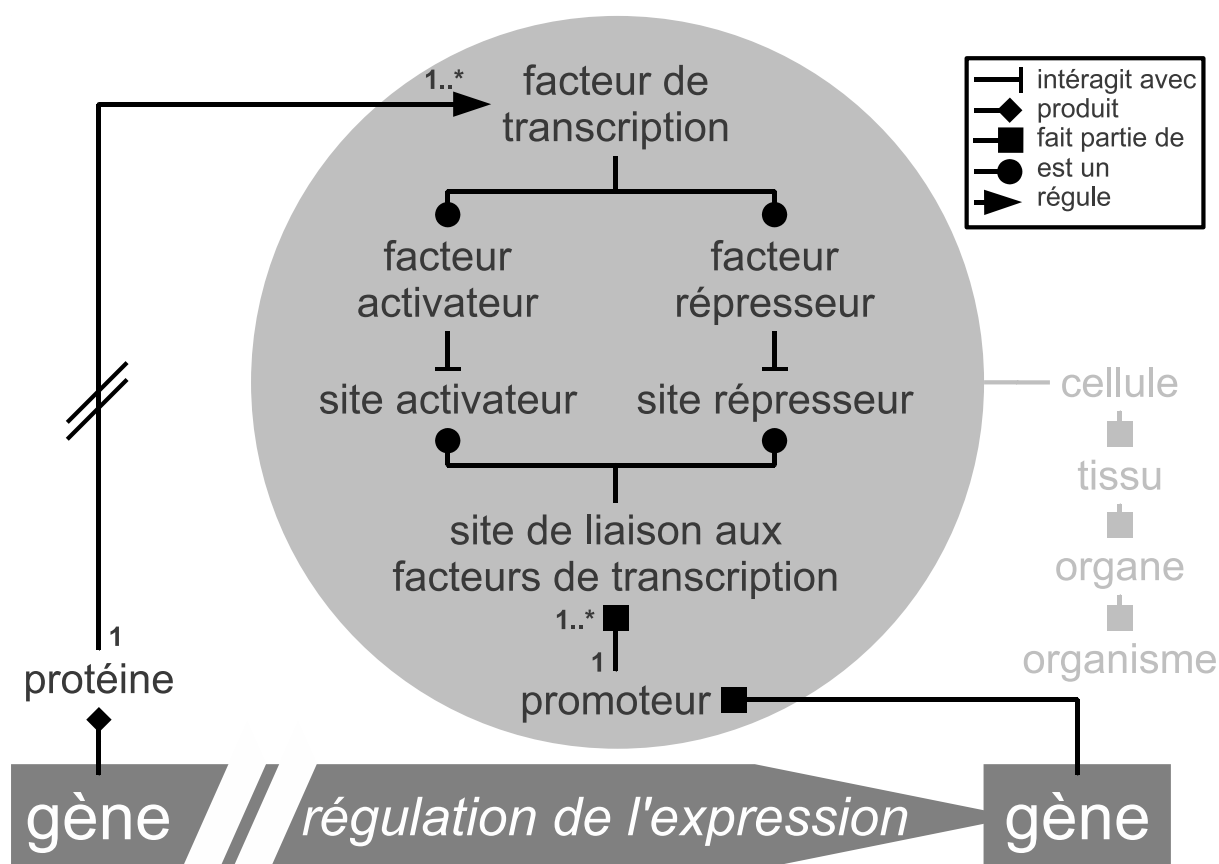 1..*
facteur de
transcription
intéragit avec
produit
fait partie de
est un
régule
facteur
activateur
facteur
répresseur
site activateur
site répresseur
cellule
tissu
organe
organisme
site de liaison aux
facteurs de transcription
1..*
1
promoteur
1
protéine
gène
régulation de l'expression
gène